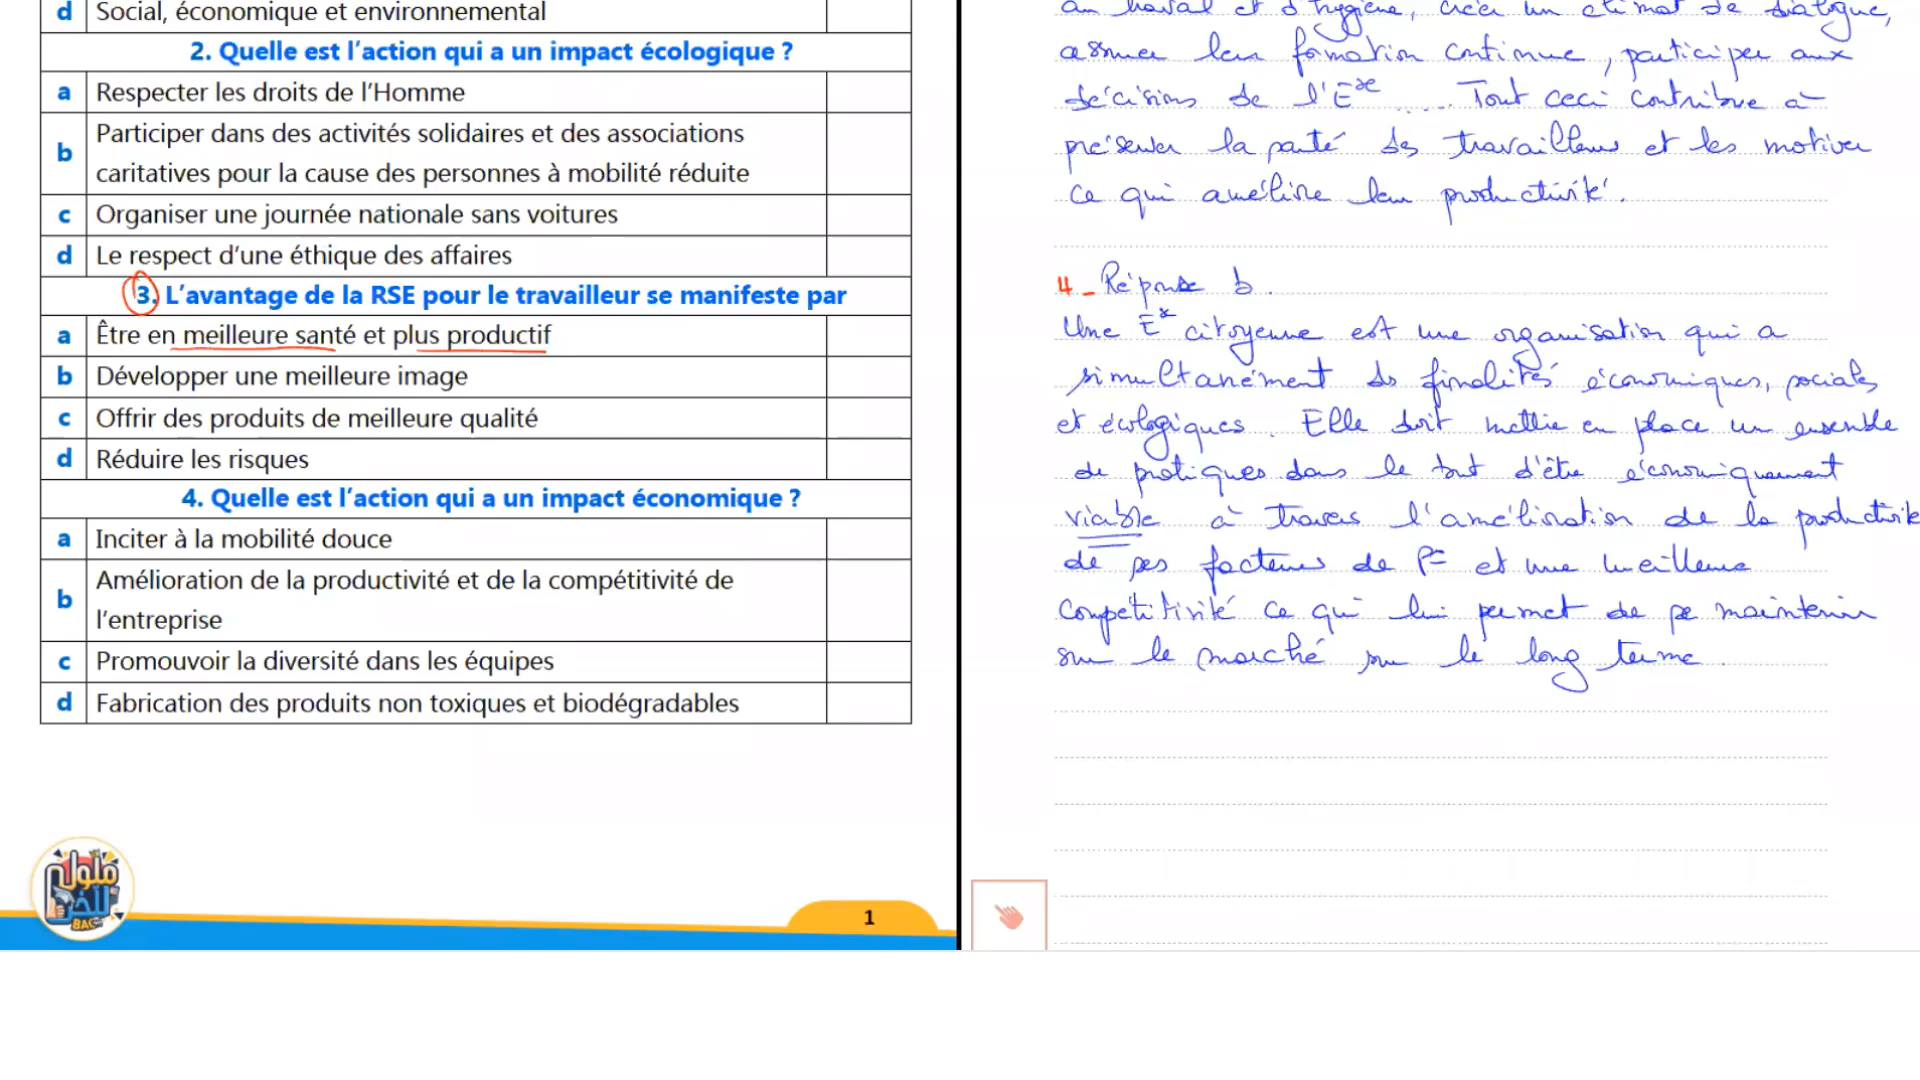 d Social, économique et environnemental
2. Quelle est l’action qui a un impact écologique ?
a Respecter les droits de l’Homme
b Participer dans des activités solidaires et des associations
caritatives pour la cause des personnes à mobilité réduite
c Organiser une journée nationale sans voitures
d Le respect d’une éthique des affaires
3. L’avantage de la RSE pour le travailleur se manifeste par
a Être en meilleure santé et plus productif
b Développer une meilleure image
c Offrir des produits de meilleure qualité
d Réduire les risques
4. Quelle est l’action qui a un impact économique ?
a Inciter à la mobilité douce
b Amélioration de la productivité et de la compétitivité de
l’entreprise
c Promouvoir la diversité dans les équipes
d Fabrication des produits non toxiques et biodégradables
BAC
1
au travail et d'hygiène, créer un climat de dialogue,
assurer leur formation continue, participer aux
décisions de l'Ex .... Tout ceci contribue à
préserver la santé des travailleurs et les motiver
ce qui améliore leur productivité.
4 - Réponse b.
Une Ex citoyenne est une organisation qui a
simultanément des finalités économiques, sociales
et écologiques. Elle doit mettre en place un ensemble
de pratiques dans le but d'être économiquement
viable à travers l'amélioration de la productivité
de ses facteurs de P et une meilleure
compétitivité ce qui lui permet de se maintenir
sur le marché sur le long terme.